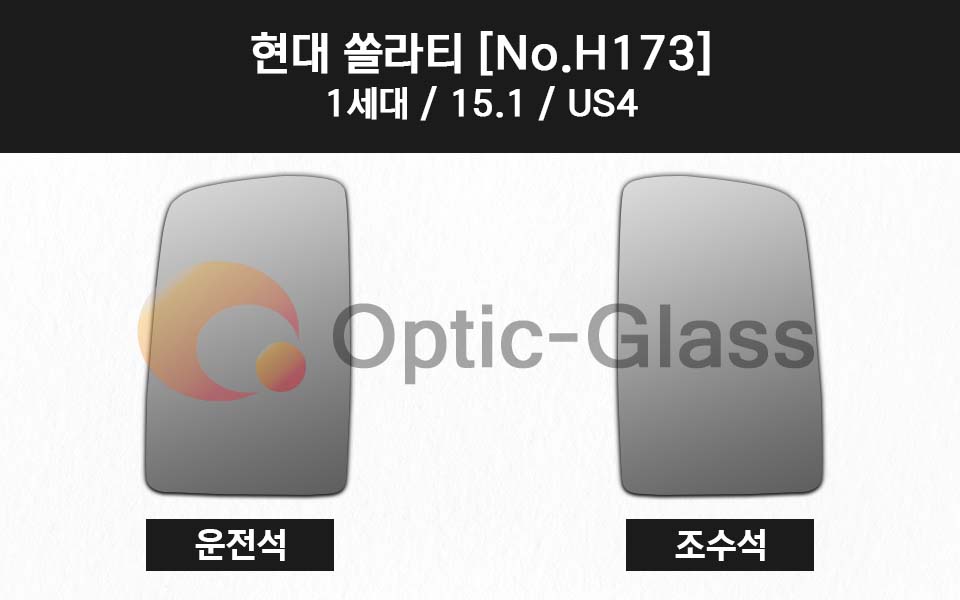 현대 쏠라티 [No.H173]
1세대 / 15.1 / US4
Optic-Glass
운전석
조수석